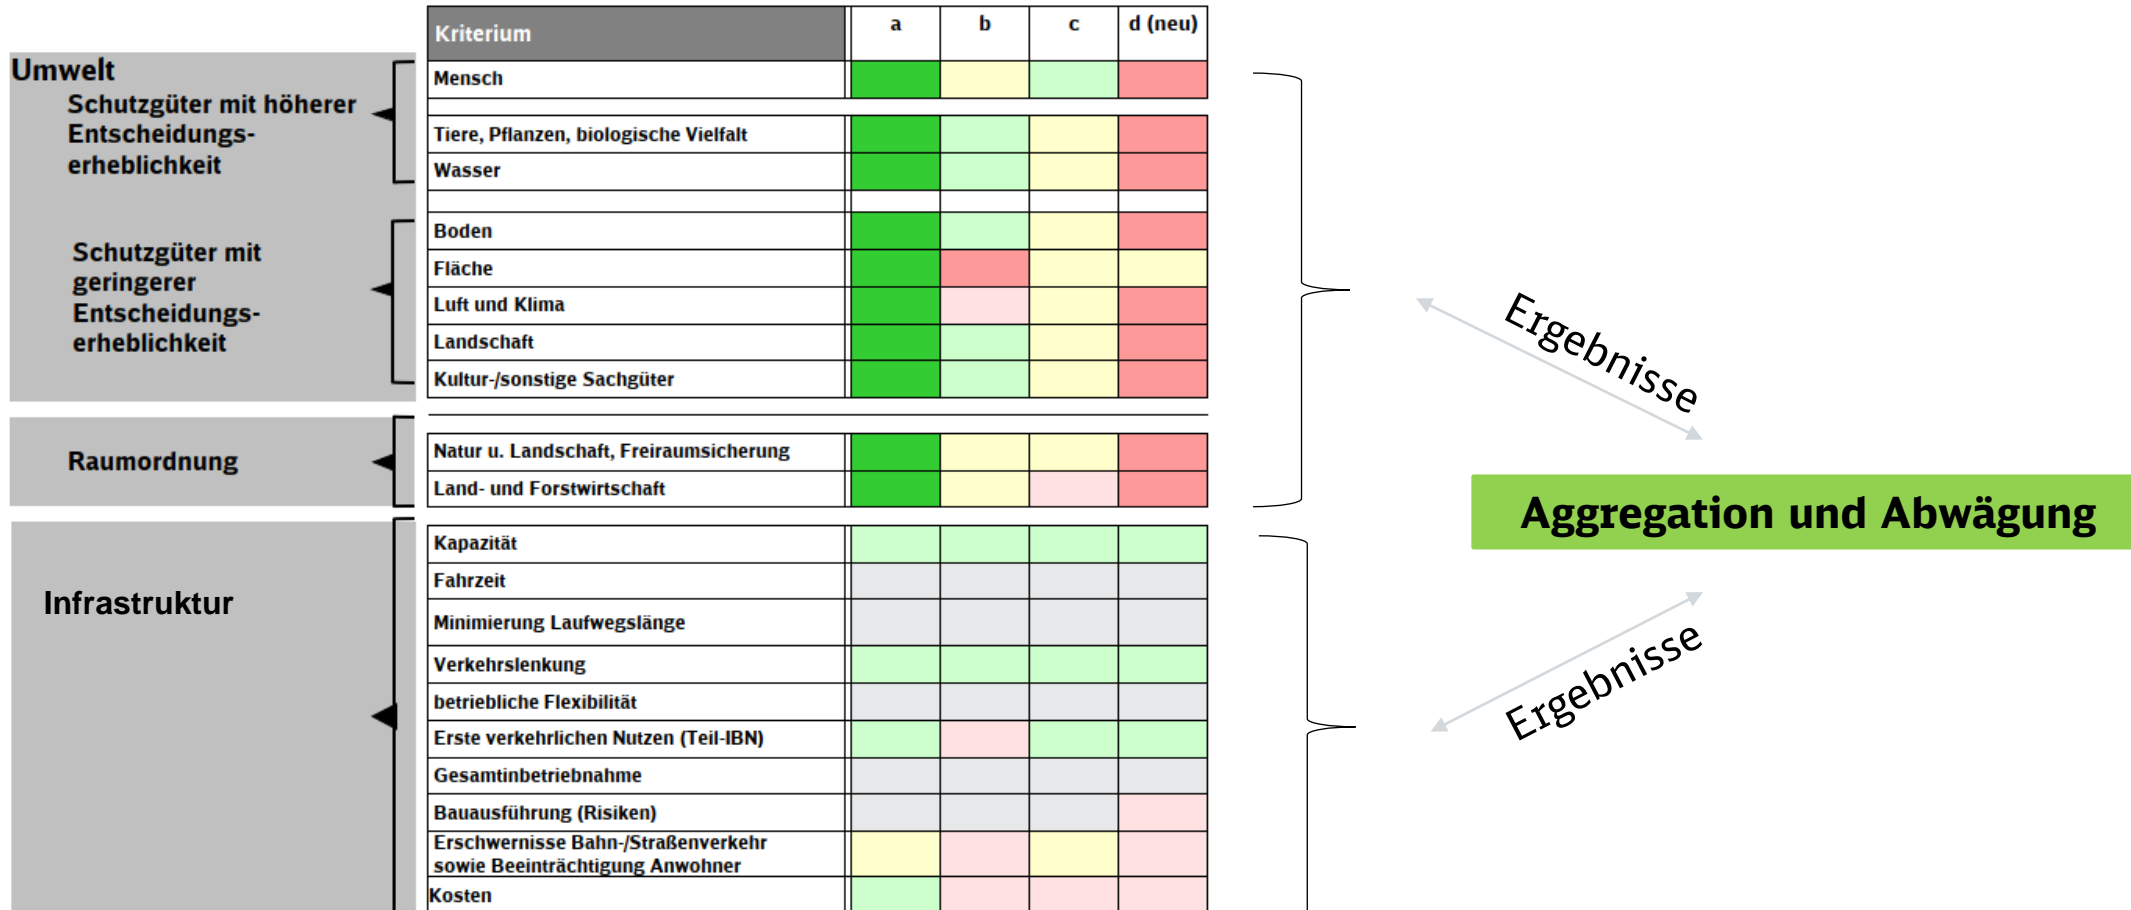 Kriterium a b c d (neu)
Umwelt
Schutzgüter mit höherer
Entscheidungs-
erheblichkeit
Mensch
Tiere, Pflanzen, biologische Vielfalt
Wasser
Schutzgüter mit
geringerer
Entscheidungs-
erheblichkeit
Boden
Fläche
Luft und Klima
Landschaft
Kultur-/sonstige Sachgüter
Raumordnung
Natur u. Landschaft, Freiraumsicherung
Land- und Forstwirtschaft
Infrastruktur
Kapazität
Fahrzeit
Minimierung Laufwegslänge
Verkehrslenkung
betriebliche Flexibilität
Erste verkehrlichen Nutzen (Teil-IBN)
Gesamtinbetriebnahme
Bauausführung (Risiken)
Erschwernisse Bahn-/Straßenverkehr
sowie Beeinträchtigung Anwohner
Kosten
Ergebnisse
Aggregation und Abwägung
Ergebnisse